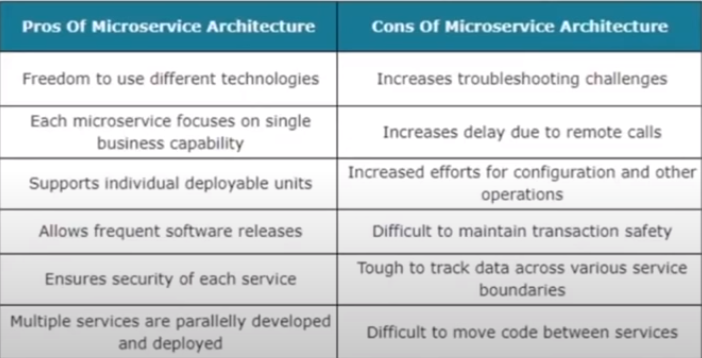 Pros Of Microservice Architecture
Cons Of Microservice Architecture
Freedom to use different technologies
Increases troubleshooting challenges
Each microservice focuses on single
business capability
Increases delay due to remote calls
Supports individual deployable units
Increased efforts for configuration and other
operations
Allows frequent software releases
Difficult to maintain transaction safety
Ensures security of each service
Tough to track data across various service
boundaries
Multiple services are parallelly developed
and deployed
Difficult to move code between services